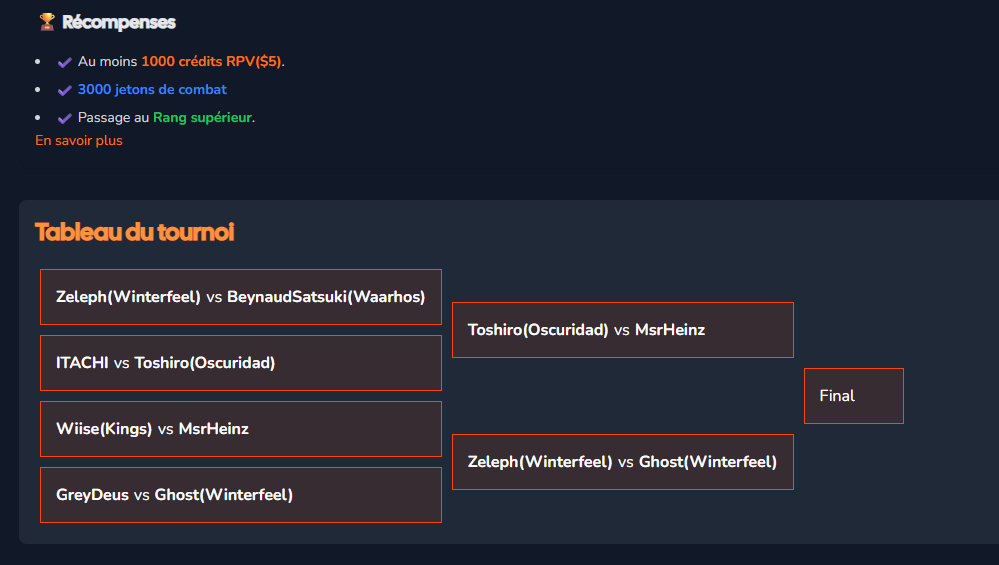 🏆 Récompenses
✔ Au moins 1000 crédits RPV($5).
✔ 3000 jetons de combat
✔ Passage au Rang supérieur.
En savoir plus
Tableau du tournoi
Zeleph(Winterfeel) vs BeynaudSatsuki(Waarhos)
ITACHI vs Toshiro(Oscuridad)
Wiise(Kings) vs MsrHeinz
GreyDeus vs Ghost(Winterfeel)
Toshiro(Oscuridad) vs MsrHeinz
Zeleph(Winterfeel) vs Ghost(Winterfeel)
Final